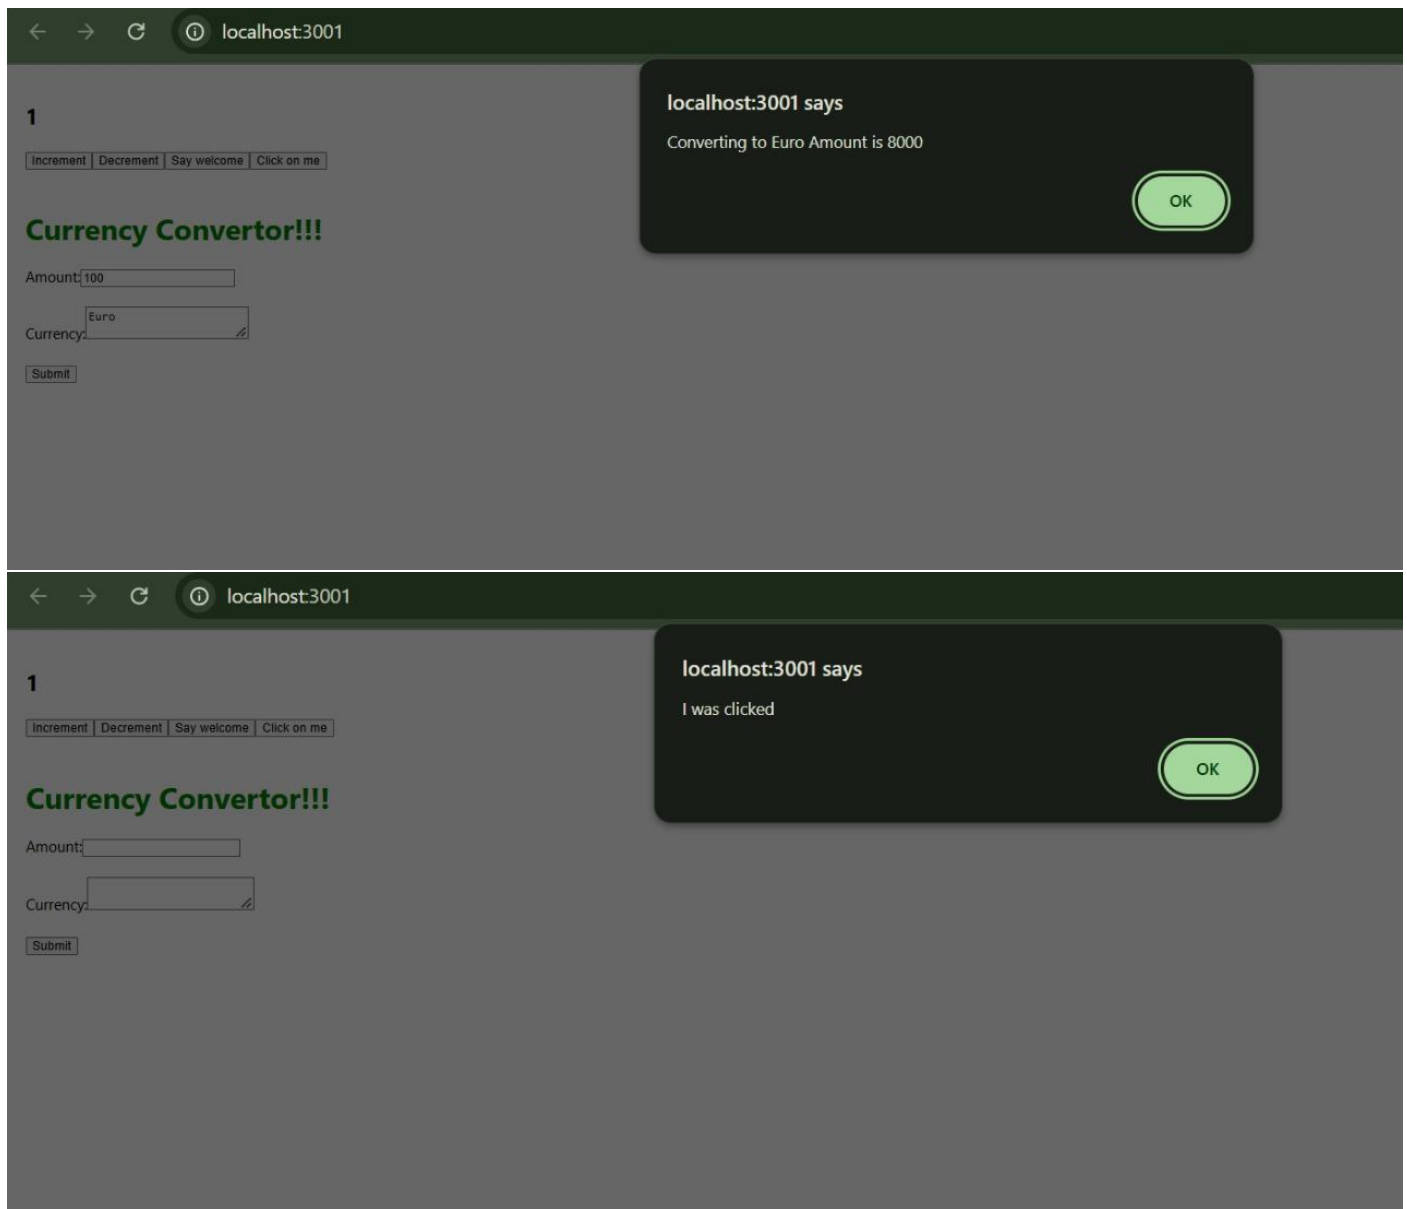 localhost:3001
localhost:3001 says
Converting to Euro Amount is 8000
OK
1
Increment Decrement Say welcome Click on me
Currency Convertor!!!
Amount: 100
Currency: Euro
Submit
localhost:3001
localhost:3001 says
I was clicked
OK
1
Increment Decrement Say welcome Click on me
Currency Convertor!!!
Amount:
Currency:
Submit